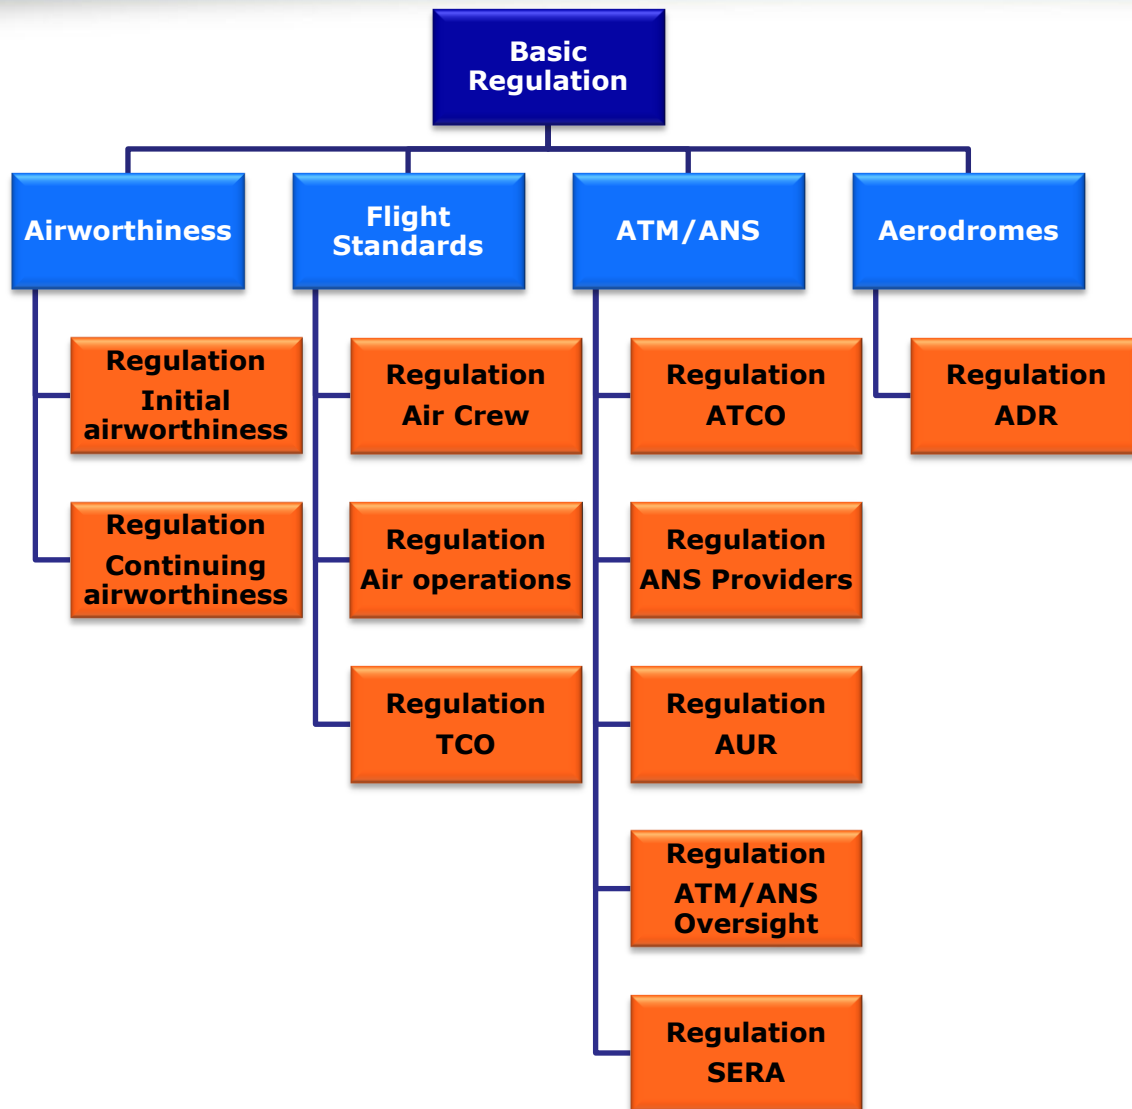 Basic
Regulation
Airworthiness
Flight
Standards
ATM/ANS
Aerodromes
Regulation
Initial
airworthiness
Regulation
Air Crew
Regulation
ATCO
Regulation
ADR
Regulation
Continuing
airworthiness
Regulation
Air operations
Regulation
ANS Providers
Regulation
TCO
Regulation
AUR
Regulation
ATM/ANS
Oversight
Regulation
SERA